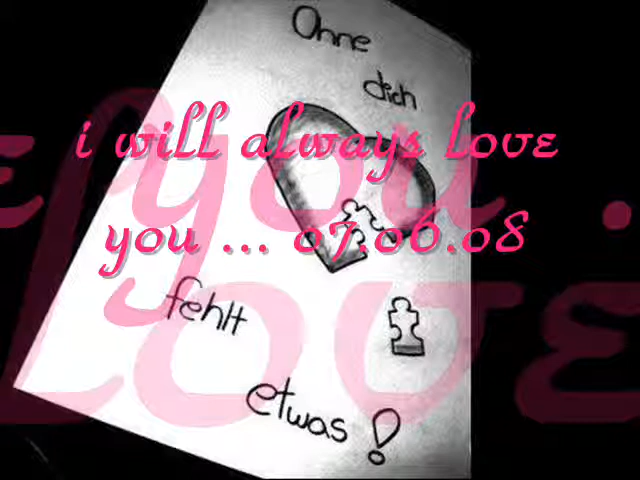 Ohne
dich
i will always love
you ... 07.06.08
fehlt
etwas!